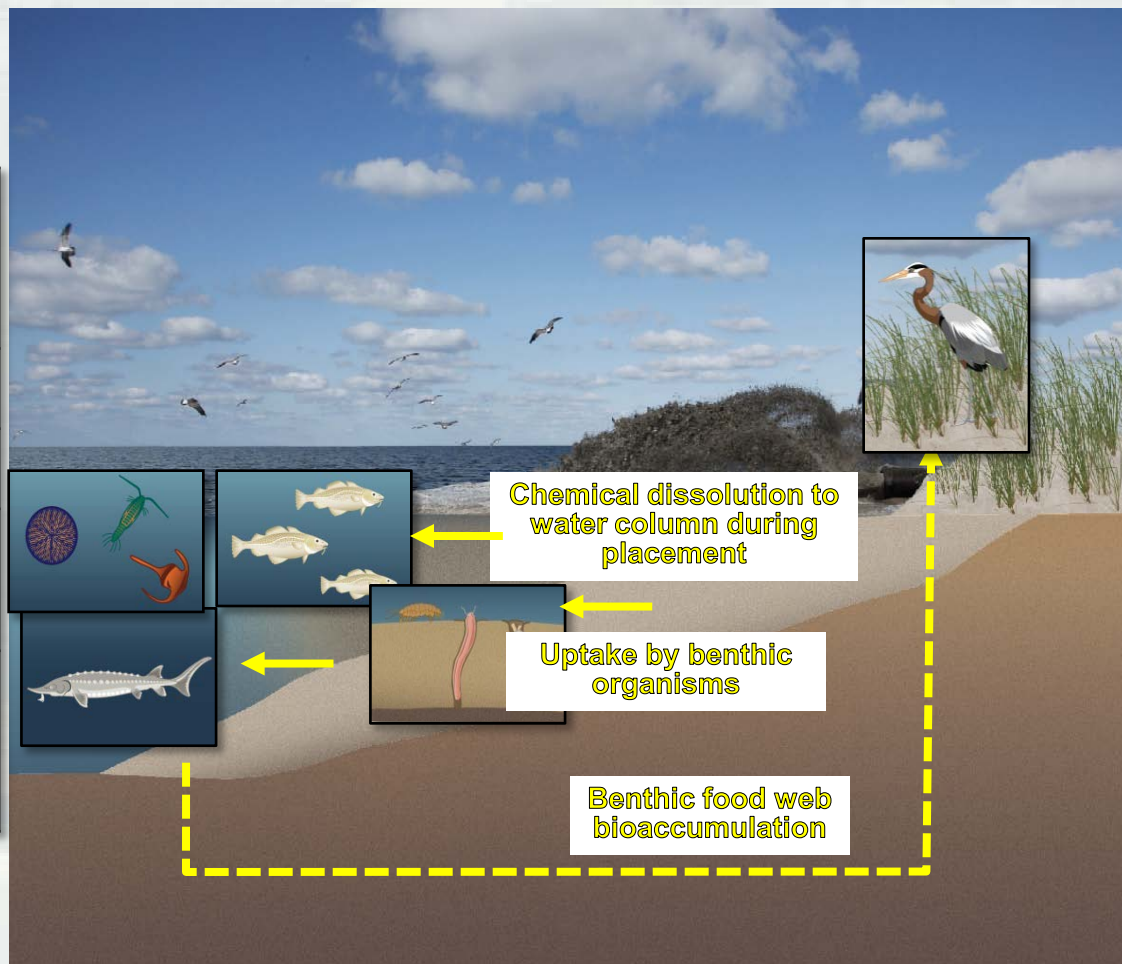 Chemical dissolution to
water column during
placement
Uptake by benthic
organisms
Benthic food web
bioaccumulation